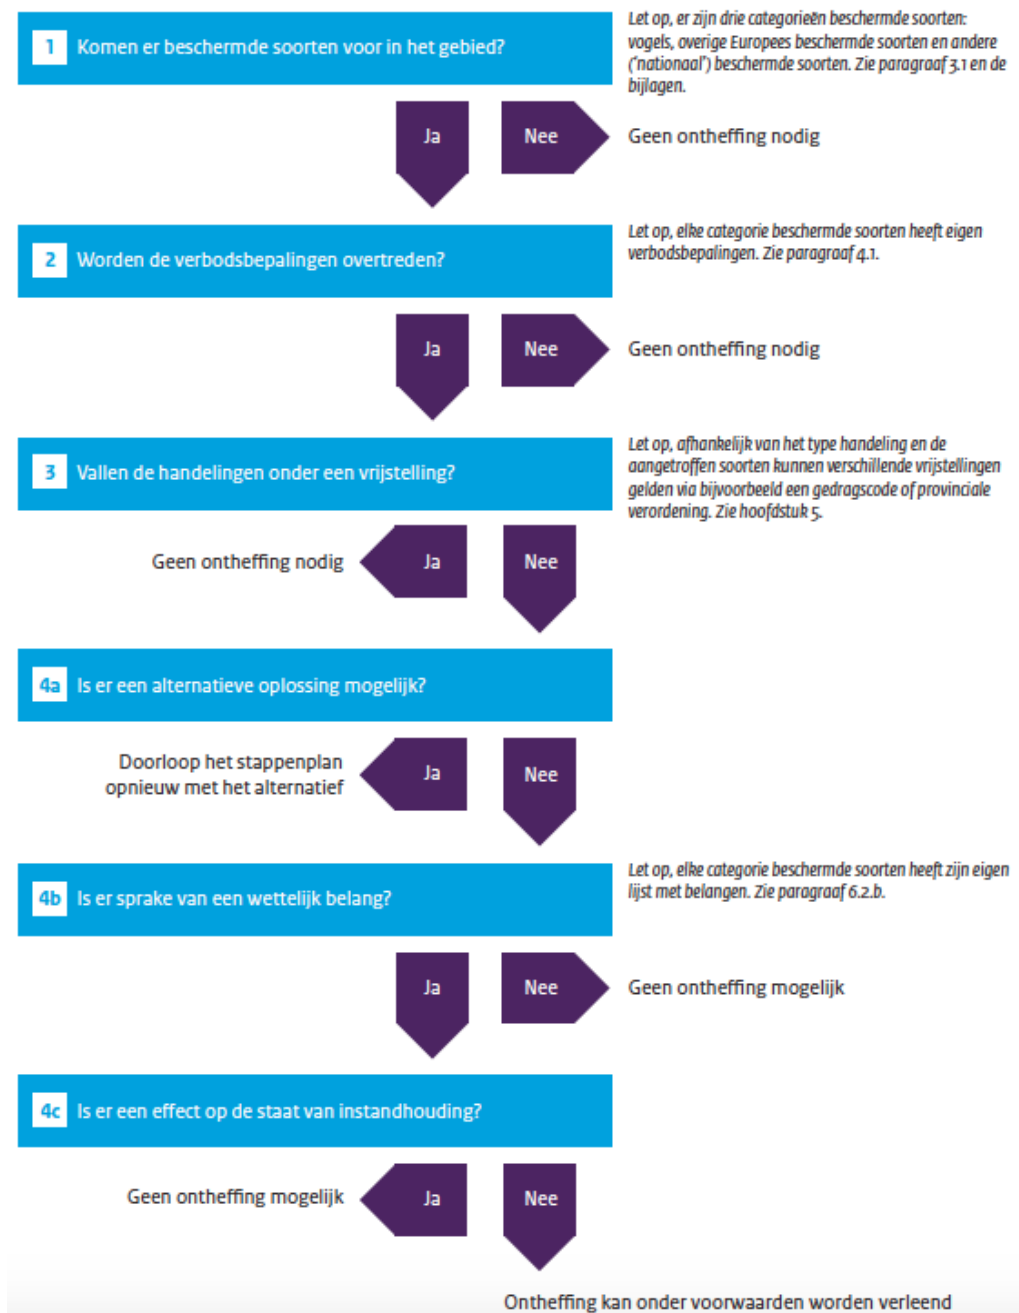 1 Komen er beschermde soorten voor in het gebied?
Let op, er zijn drie categorieën beschermde soorten:
vogels, overige Europees beschermde soorten en andere
('nationaal') beschermde soorten. Zie paragraaf 3.1 en de
bijlagen.
Ja
Nee
Geen ontheffing nodig
2 Worden de verbodsbepalingen overtreden?
Let op, elke categorie beschermde soorten heeft eigen
verbodsbepalingen. Zie paragraaf 4.1.
Ja
Nee
Geen ontheffing nodig
3 Vallen de handelingen onder een vrijstelling?
Let op, afhankelijk van het type handeling en de
aangetroffen soorten kunnen verschillende vrijstellingen
gelden via bijvoorbeeld een gedragscode of provinciale
verordening. Zie hoofdstuk 5.
Geen ontheffing nodig
Ja
Nee
4a Is er een alternatieve oplossing mogelijk?
Doorloop het stappenplan
opnieuw met het alternatief
Ja
Nee
4b Is er sprake van een wettelijk belang?
Let op, elke categorie beschermde soorten heeft zijn eigen
lijst met belangen. Zie paragraaf 6.2.b.
Ja
Nee
Geen ontheffing mogelijk
4c Is er een effect op de staat van instandhouding?
Geen ontheffing mogelijk
Ja
Nee
Ontheffing kan onder voorwaarden worden verleend